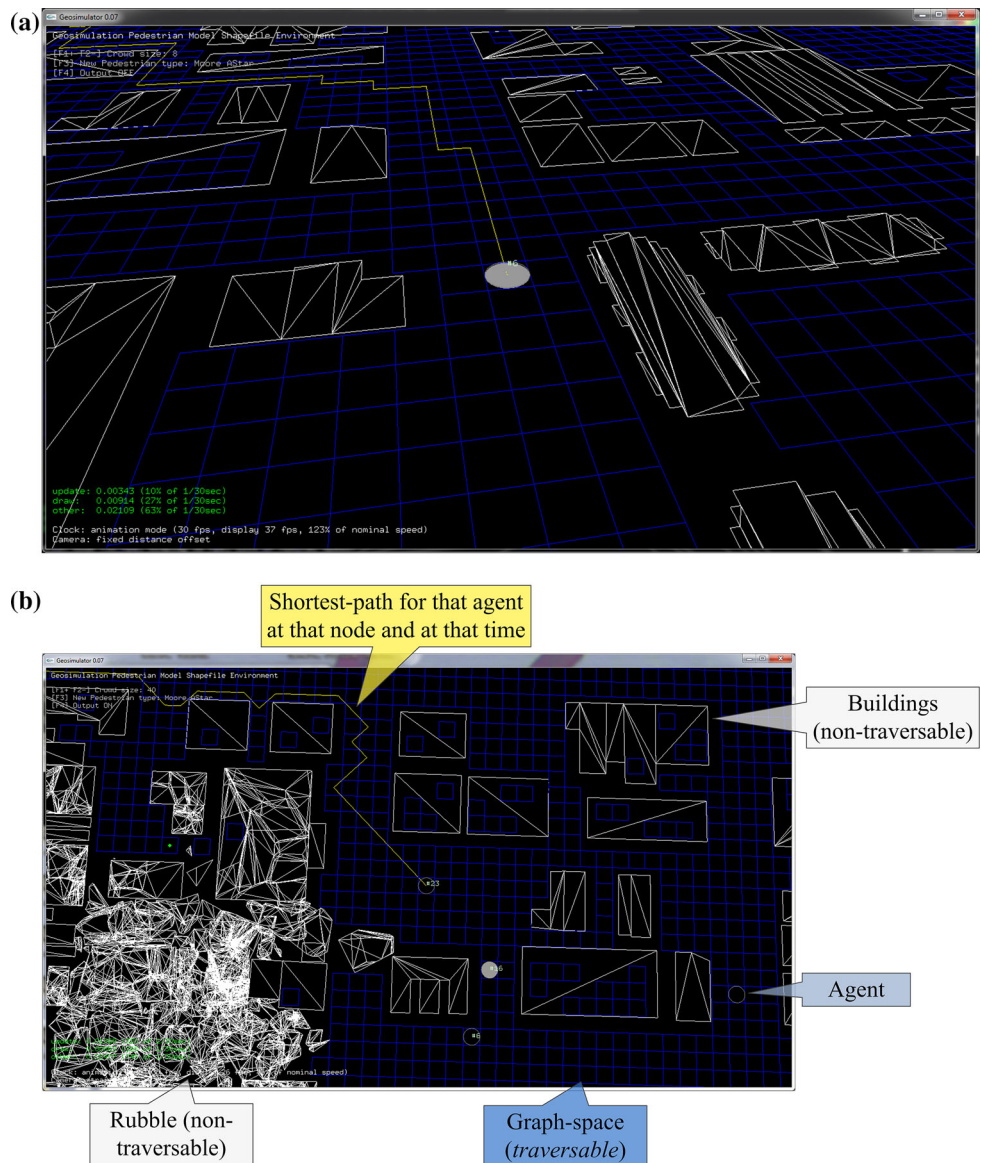 (a)
Geosimulator 0.07
Geosimulation Pedestrian Model Shapefile Environment
[F1+ F2-] Crowd size: 8
[F3] New Pedestrian type: Moore AStar
[F4] Output OFF
#6
update: 0.00343 (10% of 1/30sec)
draw: 0.00914 (27% of 1/30sec)
other: 0.02109 (63% of 1/30sec)
Clock: animation mode (30 fps, display 37 fps, 123% of nominal speed)
Camera: fixed distance offset
(b)
Shortest-path for that agent
at that node and at that time
Geosimulator 0.07
Geosimulation Pedestrian Model Shapefile Environment
[F1+ F2-] Crowd size: 40
[F3] New Pedestrian type: Moore AStar
[F4] Output ON
Buildings
(non-traversable)
#23
#16
#6
Agent
Clock:
nominal speed)
Rubble (non-
traversable)
Graph-space
(traversable)